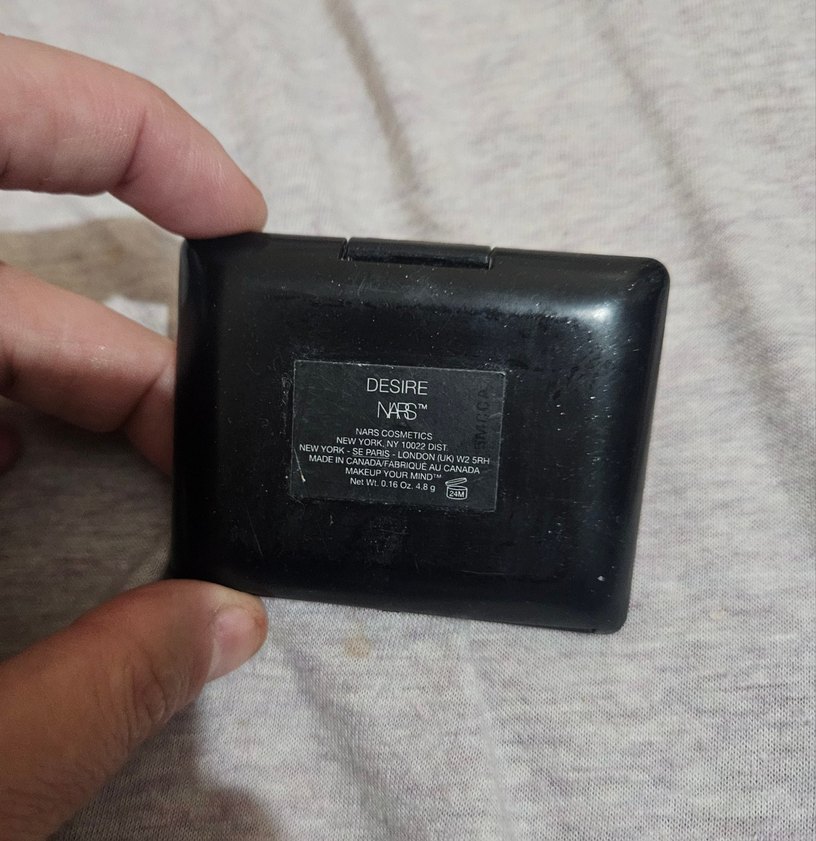 DESIRE
NARS™
NARS COSMETICS
NEW YORK, NY 10022 DIST.
NEW YORK - SE PARIS - LONDON (UK) W2 5RH
MADE IN CANADA/FABRIQUÉ AU CANADA
MAKEUP YOUR MIND™
Net Wt. 0.16 Oz. 4.8 g
24M